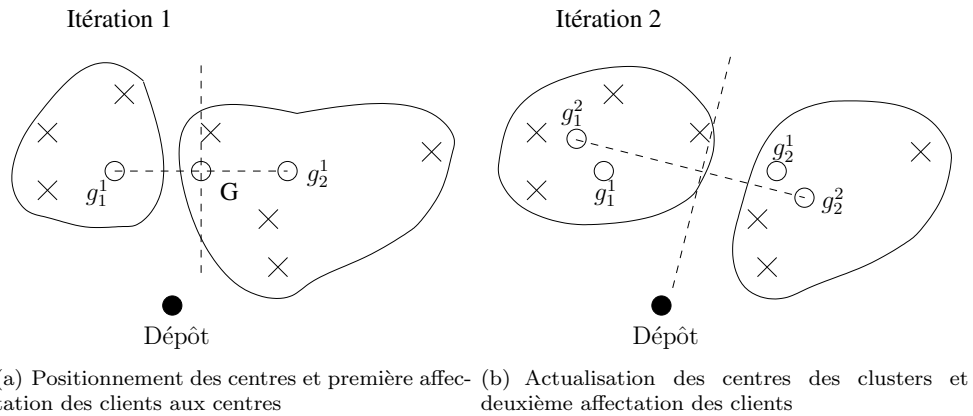 Itération 1
Itération 2
g_1^1
G
g_2^1
g_1^2
g_1^1
g_2^1
g_2^2
Dépôt
Dépôt
a) Positionnement des centres et première affec-
tation des clients aux centres
(b) Actualisation des centres des clusters et
deuxième affectation des clients